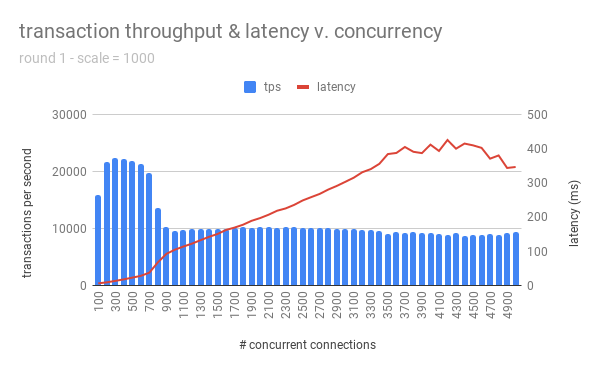 transaction throughput & latency v. concurrency
round 1 - scale = 1000
tps latency
30000 500
400
20000 300
200
10000
100
0 0
transactions per second
latency (ms)
100 300 500 700 900 1100 1300 1500 1700 1900 2100 2300 2500 2700 2900 3100 3300 3500 3700 3900 4100 4300 4500 4700 4900
# concurrent connections